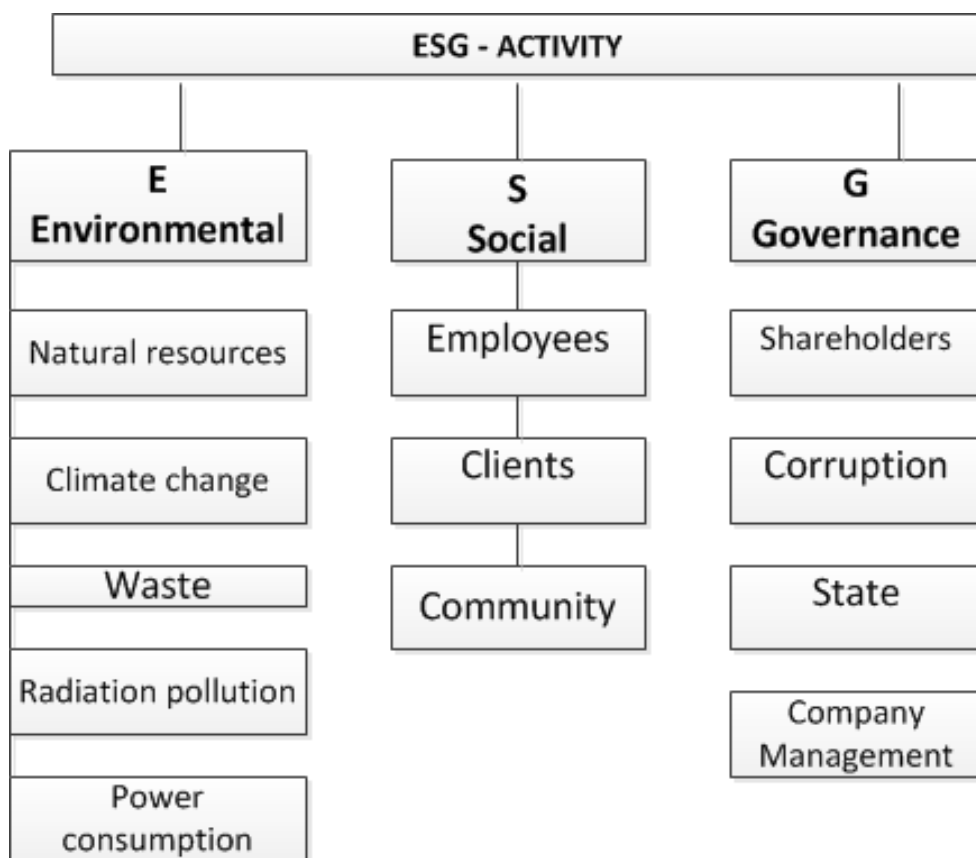 ESG - ACTIVITY
E
Environmental
Natural resources
Climate change
Waste
Radiation pollution
Power
consumption
S
Social
Employees
Clients
Community
G
Governance
Shareholders
Corruption
State
Company
Management